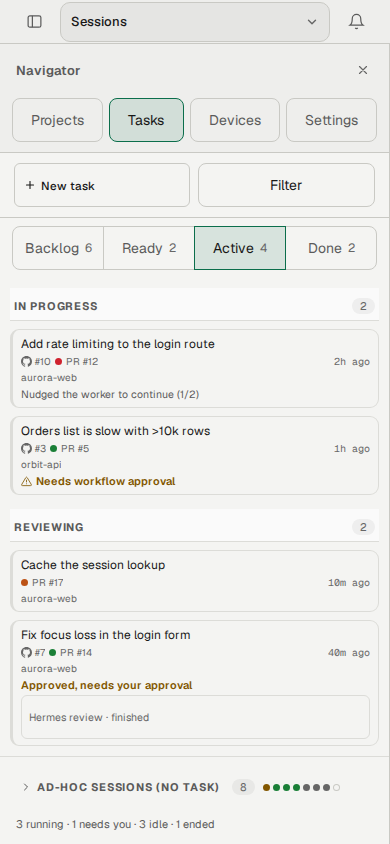 Sessions
Navigator
Projects Tasks Devices Settings
+ New task Filter
Backlog 6 Ready 2 Active 4 Done 2
IN PROGRESS 2
Add rate limiting to the login route
#10 PR #12 2h ago
aurora-web
Nudged the worker to continue (1/2)
Orders list is slow with >10k rows
#3 PR #5 1h ago
orbit-api
Needs workflow approval
REVIEWING 2
Cache the session lookup
PR #17 10m ago
aurora-web
Fix focus loss in the login form
#7 PR #14 40m ago
aurora-web
Approved, needs your approval
Hermes review · finished
AD-HOC SESSIONS (NO TASK) 8
3 running · 1 needs you · 3 idle · 1 ended